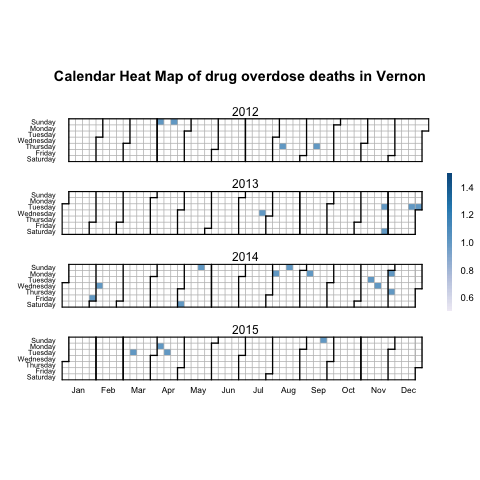 Calendar Heat Map of drug overdose deaths in Vernon
2012
Sunday
Monday
Tuesday
Wednesday
Thursday
Friday
Saturday
2013
Sunday
Monday
Tuesday
Wednesday
Thursday
Friday
Saturday
1.4
1.2
1.0
0.8
0.6
2014
Sunday
Monday
Tuesday
Wednesday
Thursday
Friday
Saturday
2015
Sunday
Monday
Tuesday
Wednesday
Thursday
Friday
Saturday
Jan Feb Mar Apr May Jun Jul Aug Sep Oct Nov Dec